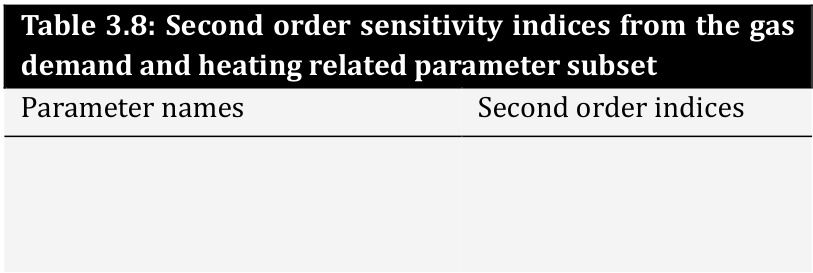 Table 3.8: Second order sensitivity indices from the gas
demand and heating related parameter subset
Parameter names Second order indices